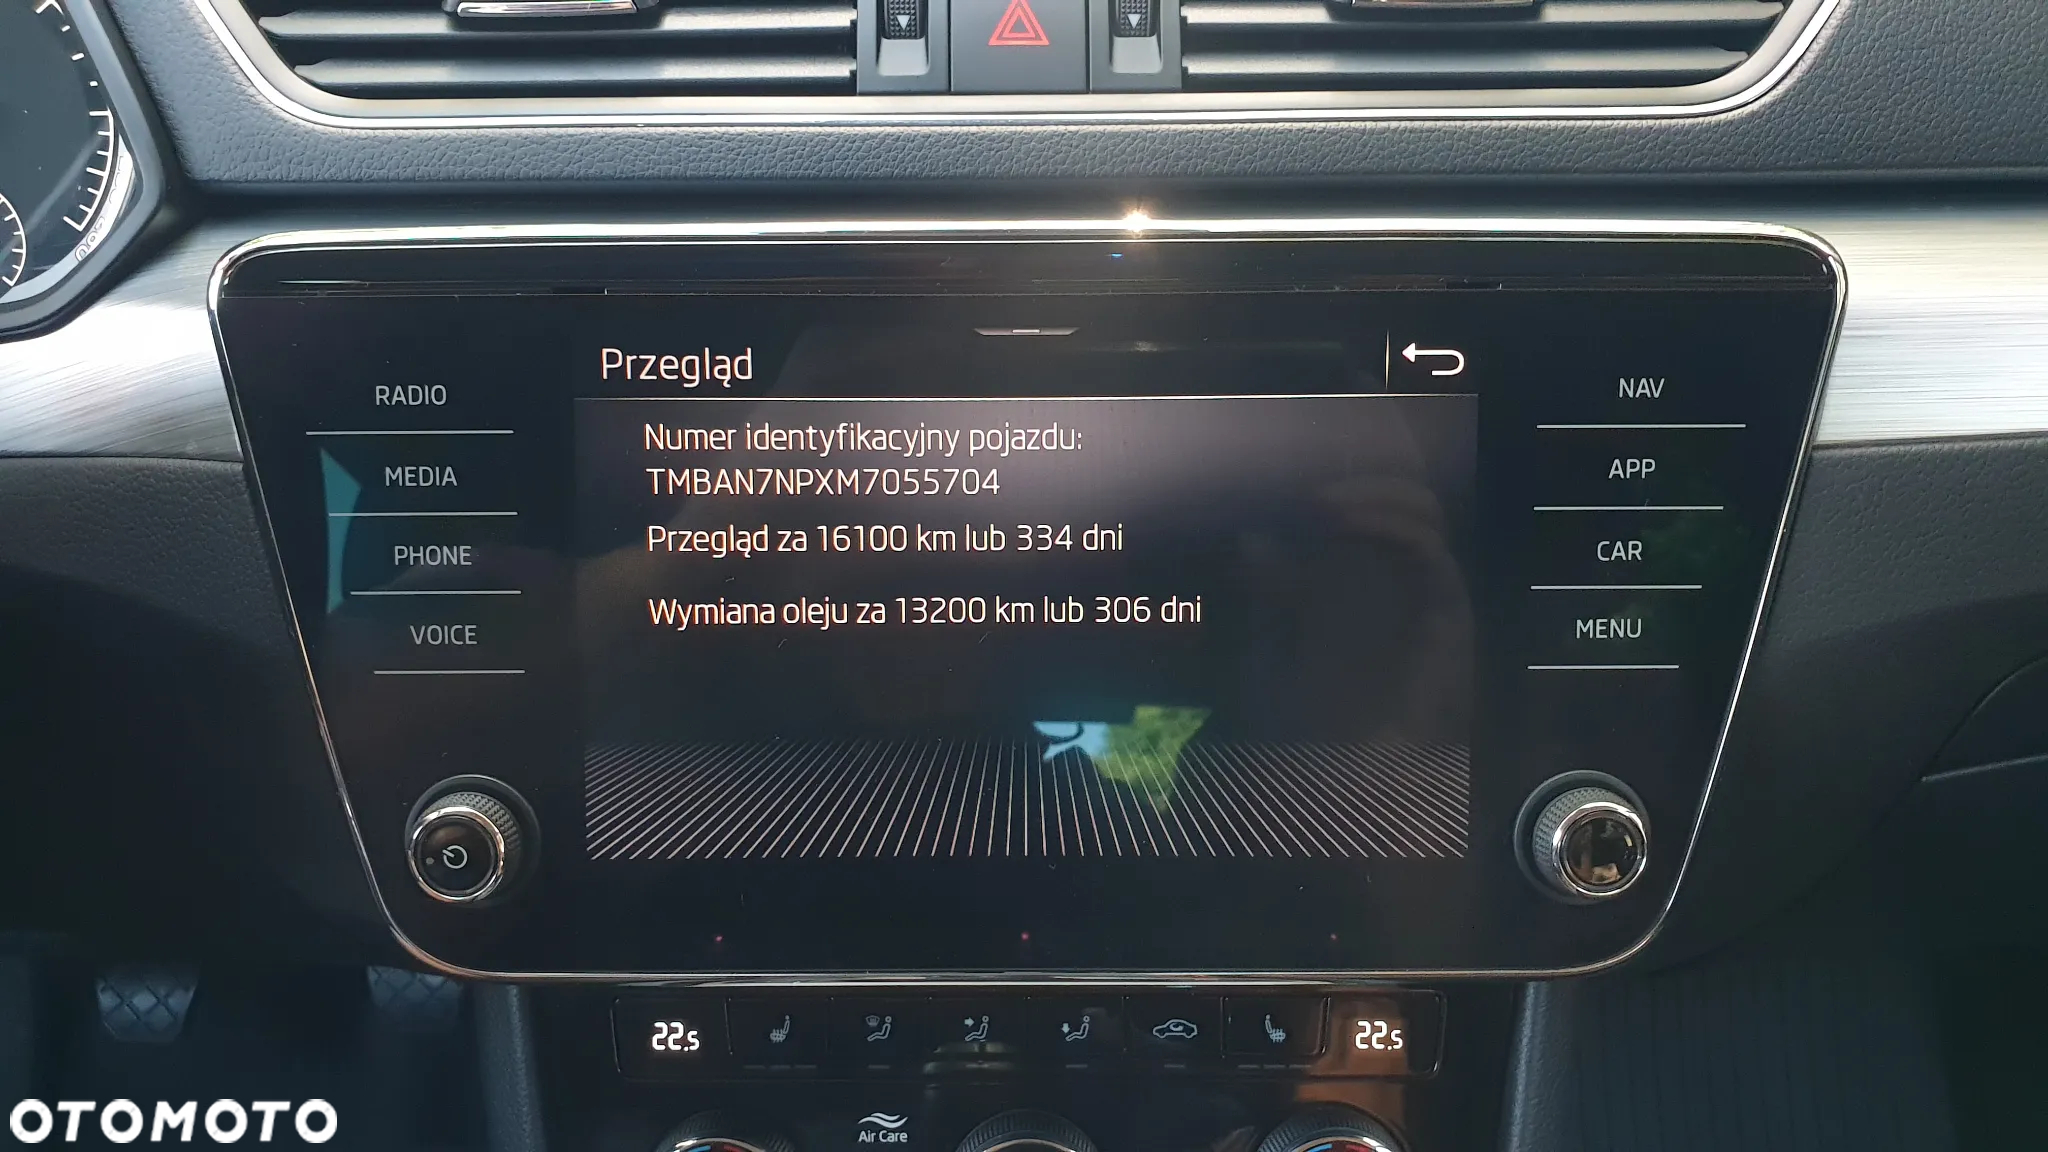 Przegląd
RADIO
MEDIA
PHONE
VOICE
Numer identyfikacyjny pojazdu:
TMBAN7NPXM7055704
Przegląd za 16100 km lub 334 dni
Wymiana oleju za 13200 km lub 306 dni
NAV
APP
CAR
MENU
22.5
22.5
Air Care
OTOMOTO